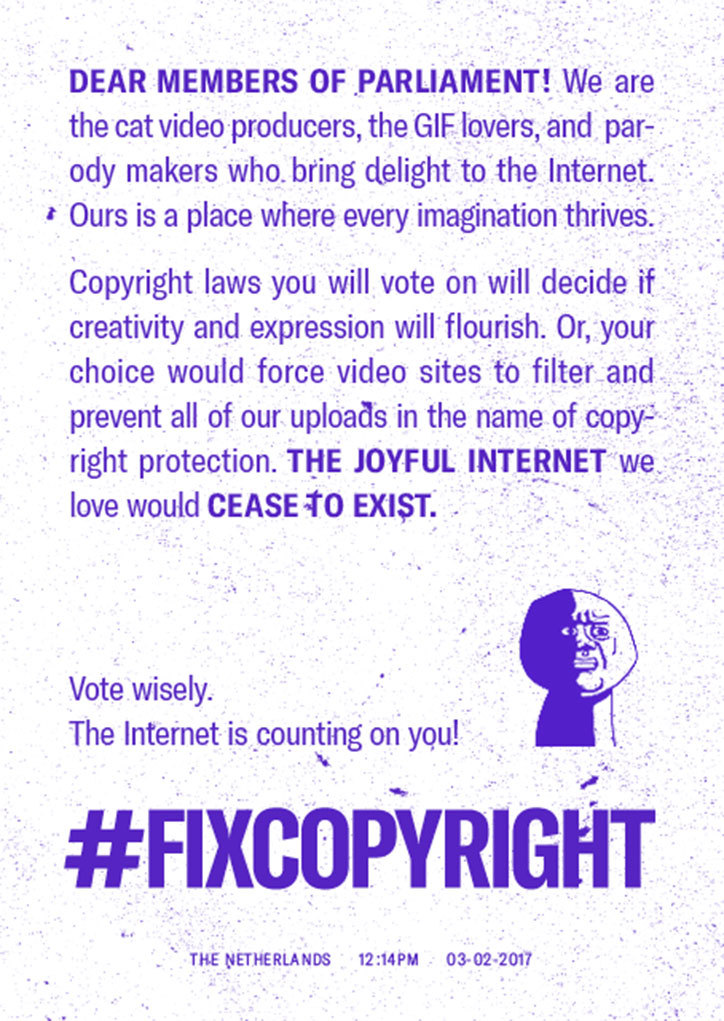 DEAR MEMBERS OF PARLIAMENT! We are
the cat video producers, the GIF lovers, and par-
ody makers who bring delight to the Internet.
Ours is a place where every imagination thrives.
Copyright laws you will vote on will decide if
creativity and expression will flourish. Or, your
choice would force video sites to filter and
prevent all of our uploads in the name of copy-
right protection. THE JOYFUL INTERNET we
love would CEASE TO EXIST.
Vote wisely.
The Internet is counting on you!
#FIXCOPYRIGHT
THE NETHERLANDS 12:14PM 03-02-2017